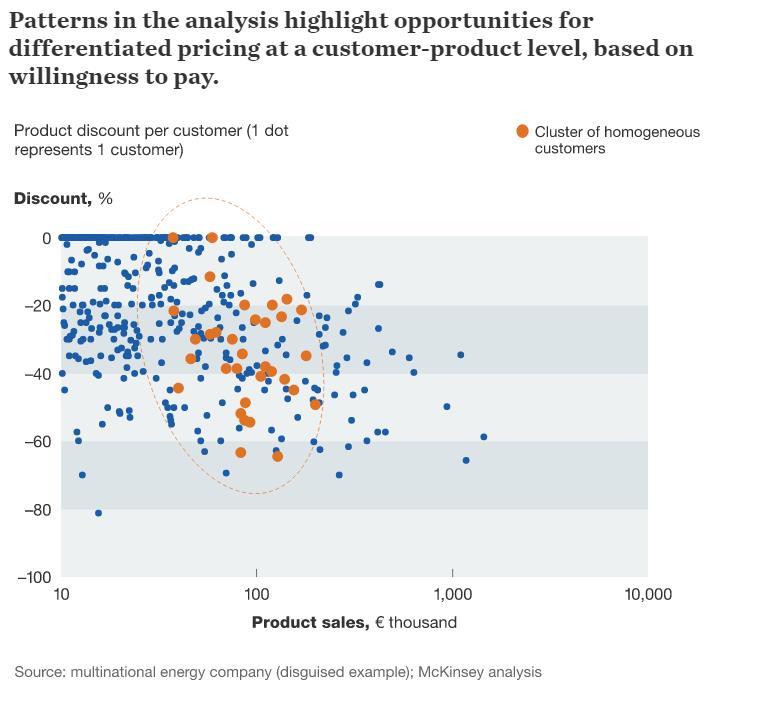 Patterns in the analysis highlight opportunities for
differentiated pricing at a customer-product level, based on
willingness to pay.
Product discount per customer (1 dot
represents 1 customer)
Cluster of homogeneous
customers
Discount, %
0
–20
–40
–60
–80
–100
10
100
1,000
10,000
Product sales, € thousand
Source: multinational energy company (disguised example); McKinsey analysis